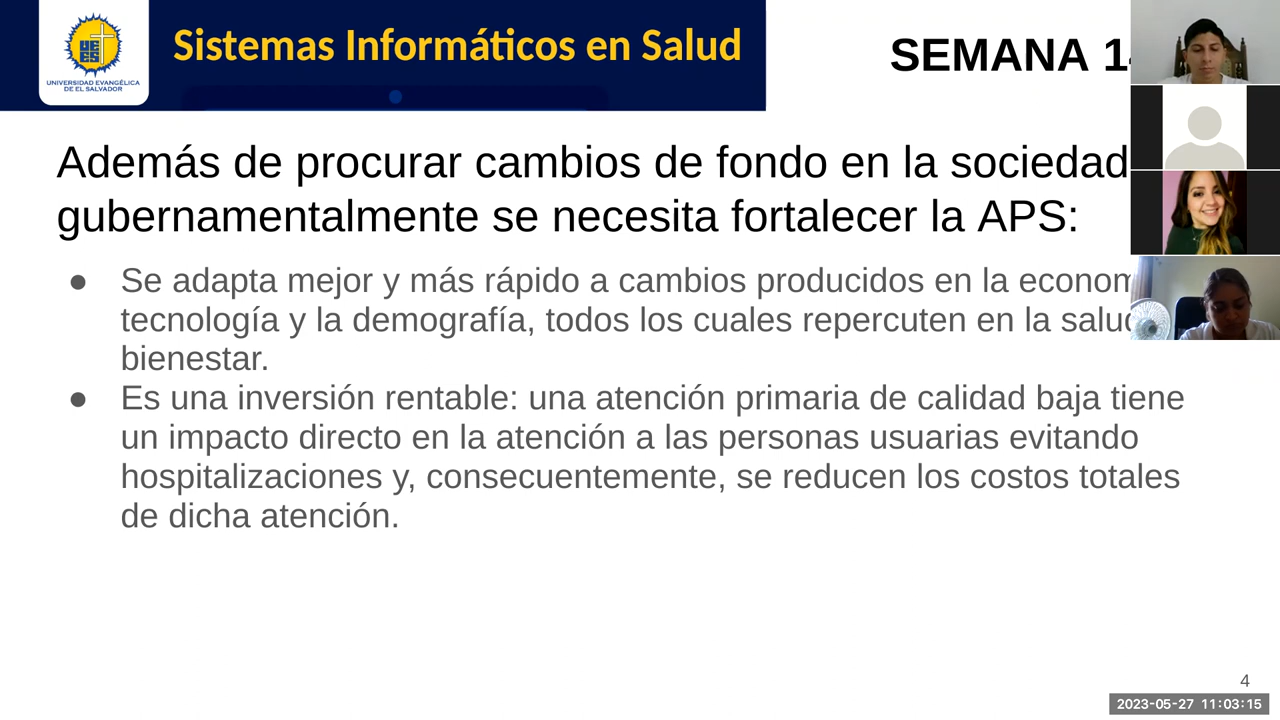 Sistemas Informáticos en Salud
UNIVERSIDAD EVANGÉLICA
DE EL SALVADOR
SEMANA
Además de procurar cambios de fondo en la sociedad
gubernamentalmente se necesita fortalecer la APS:
● Se adapta mejor y más rápido a cambios producidos en la
tecnología y la demografía, todos los cuales repercuten en la
bienestar.
● Es una inversión rentable: una atención primaria de calidad baja tiene
un impacto directo en la atención a las personas usuarias evitando
hospitalizaciones y, consecuentemente, se reducen los costos totales
de dicha atención.
4
2023-05-27 11:03:15